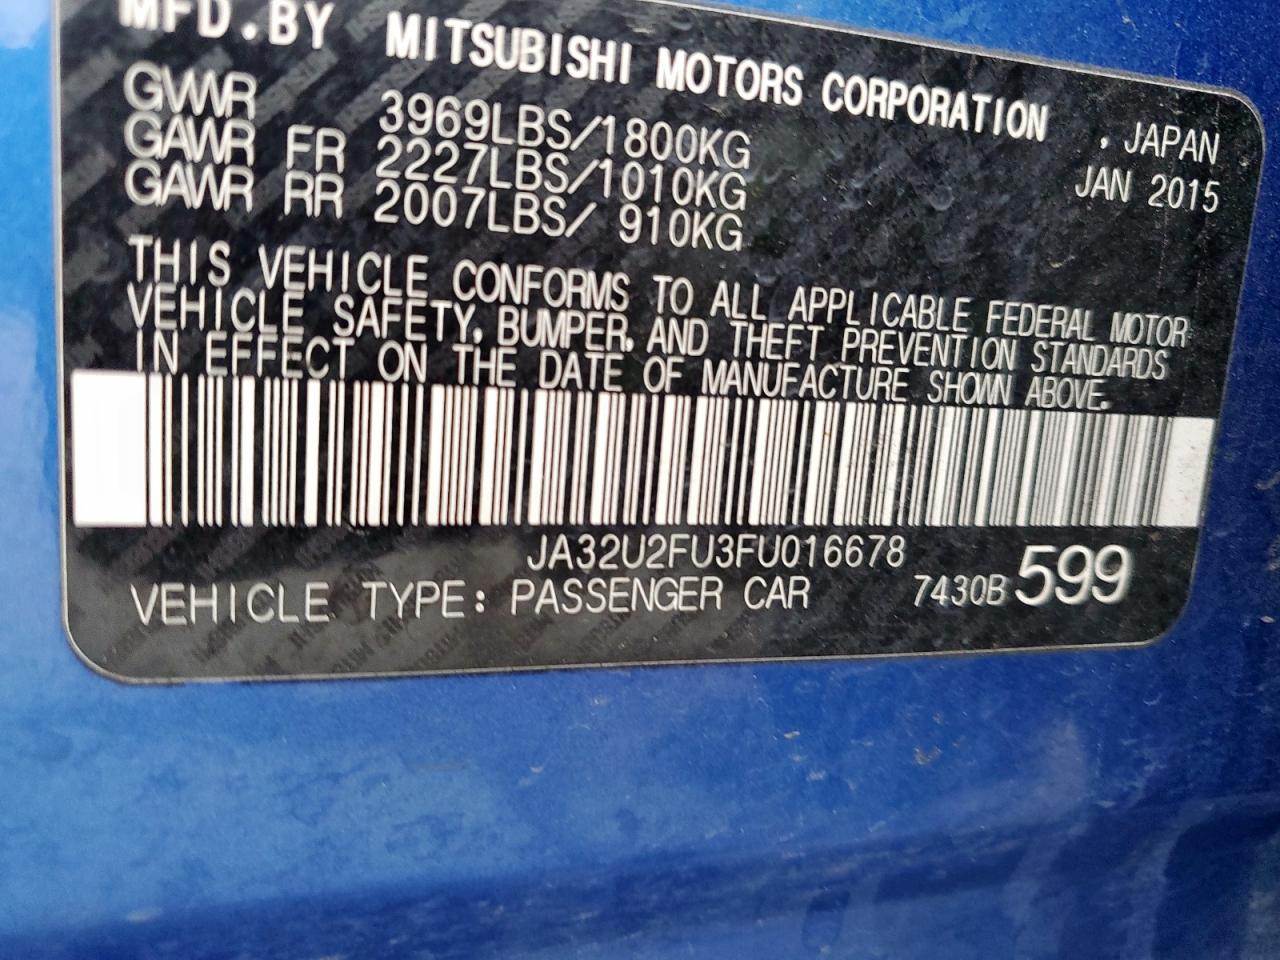 MFD.BY MITSUBISHI MOTORS CORPORATION , JAPAN
GVWR 3969LBS/1800KG JAN 2015
GAWR FR 2227LBS/1010KG
GAWR RR 2007LBS/ 910KG
THIS VEHICLE CONFORMS TO ALL APPLICABLE FEDERAL MOTOR
VEHICLE SAFETY, BUMPER, AND THEFT PREVENTION STANDARDS
IN EFFECT ON THE DATE OF MANUFACTURE SHOWN ABOVE.
JA32U2FU3FU016678
VEHICLE TYPE: PASSENGER CAR 7430B 599